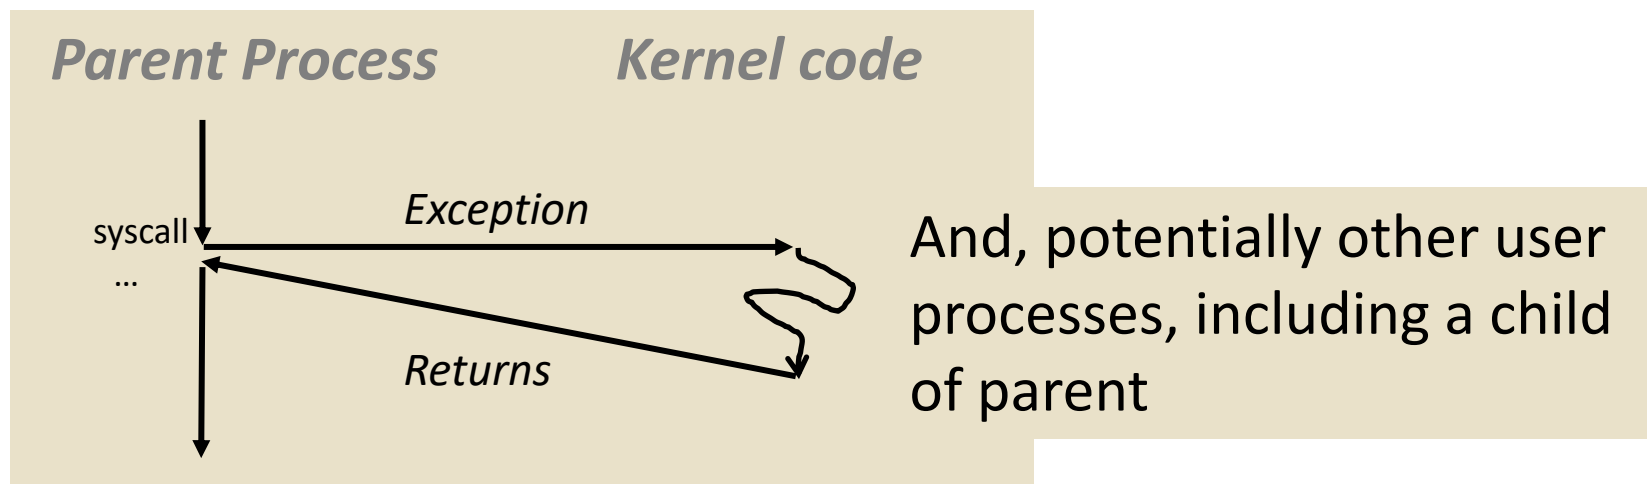 Parent Process
Kernel code
syscall
...
Exception
Returns
And, potentially other user
processes, including a child
of parent